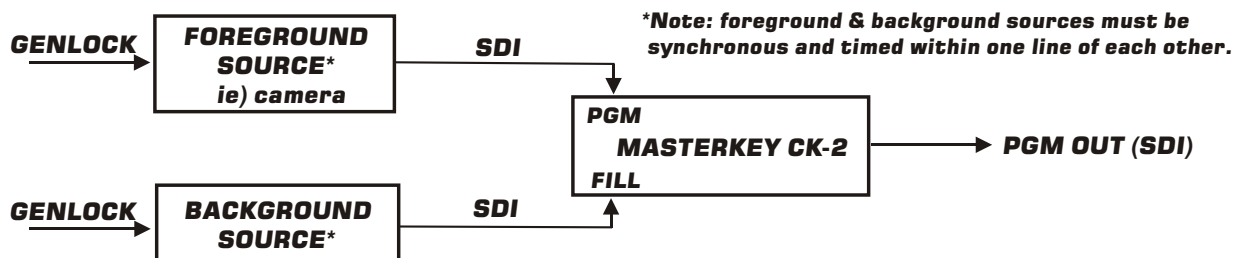 *Note: foreground & background sources must be
synchronous and timed within one line of each other.
GENLOCK
FOREGROUND
SOURCE*
ie) camera
SDI
PGM
MASTERKEY CK-2
FILL
PGM OUT (SDI)
GENLOCK
BACKGROUND
SOURCE*
SDI